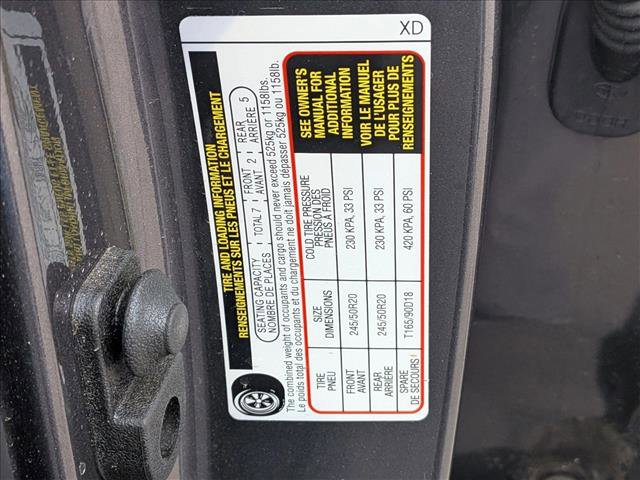 TIRE AND LOADING INFORMATION
RENSEIGNEMENTS SUR LES PNEUS ET LE CHARGEMENT
SEATING CAPACITY TOTAL 7 FRONT 2 REAR 5
NOMBRE DE PLACES AVANT ARRIÈRE
The combined weight of occupants and cargo should never exceed 525kg or 1158lbs.
Le poids total des occupants et du chargement ne doit jamais dépasser 525kg ou 1158lb.
TIRE
PNEU
SIZE
DIMENSIONS
COLD TIRE PRESSURE
PRESSION DES
PNEUS A FROID
FRONT
AVANT
245/50R20
230 KPA, 33 PSI
REAR
ARRIÈRE
245/50R20
230 KPA, 33 PSI
SPARE
DE SECOURS
T165/90D18
420 KPA, 60 PSI
SEE OWNER'S
MANUAL FOR
ADDITIONAL
INFORMATION
VOIR LE MANUEL
DE L'USAGER
POUR PLUS DE
RENSEIGNEMENTS
XD